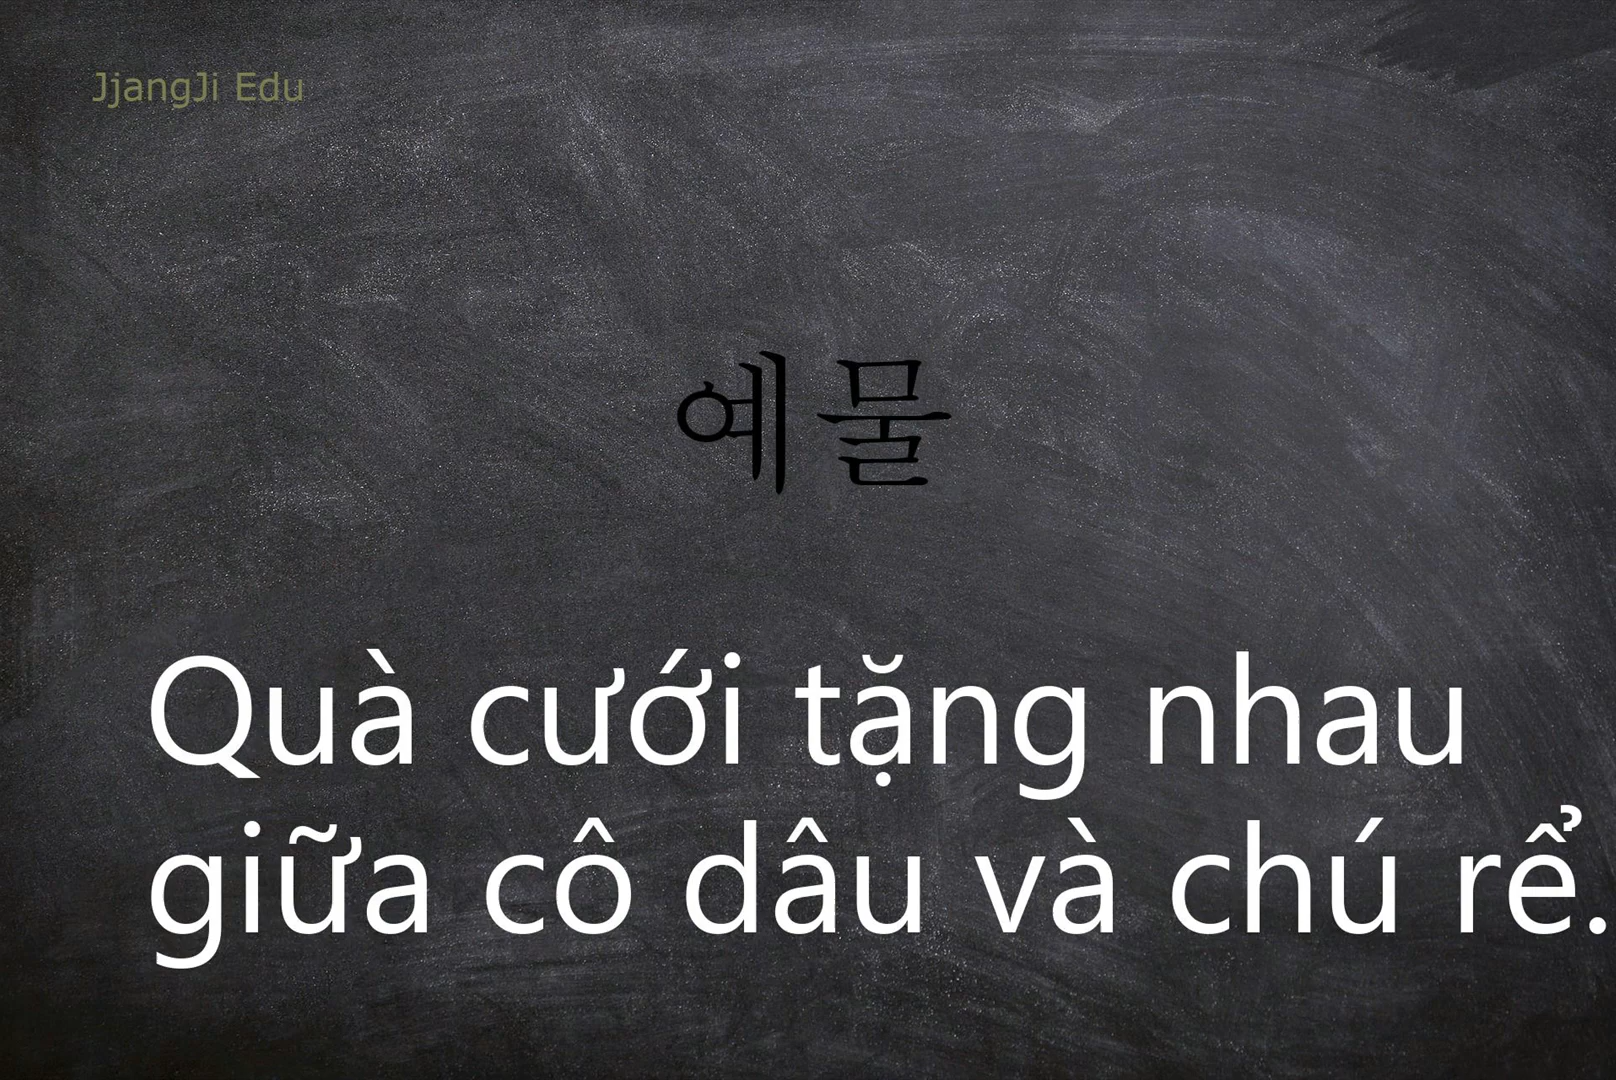 JjangJi Edu
예물
Quà cưới tặng nhau
giữa cô dâu và chú rể.